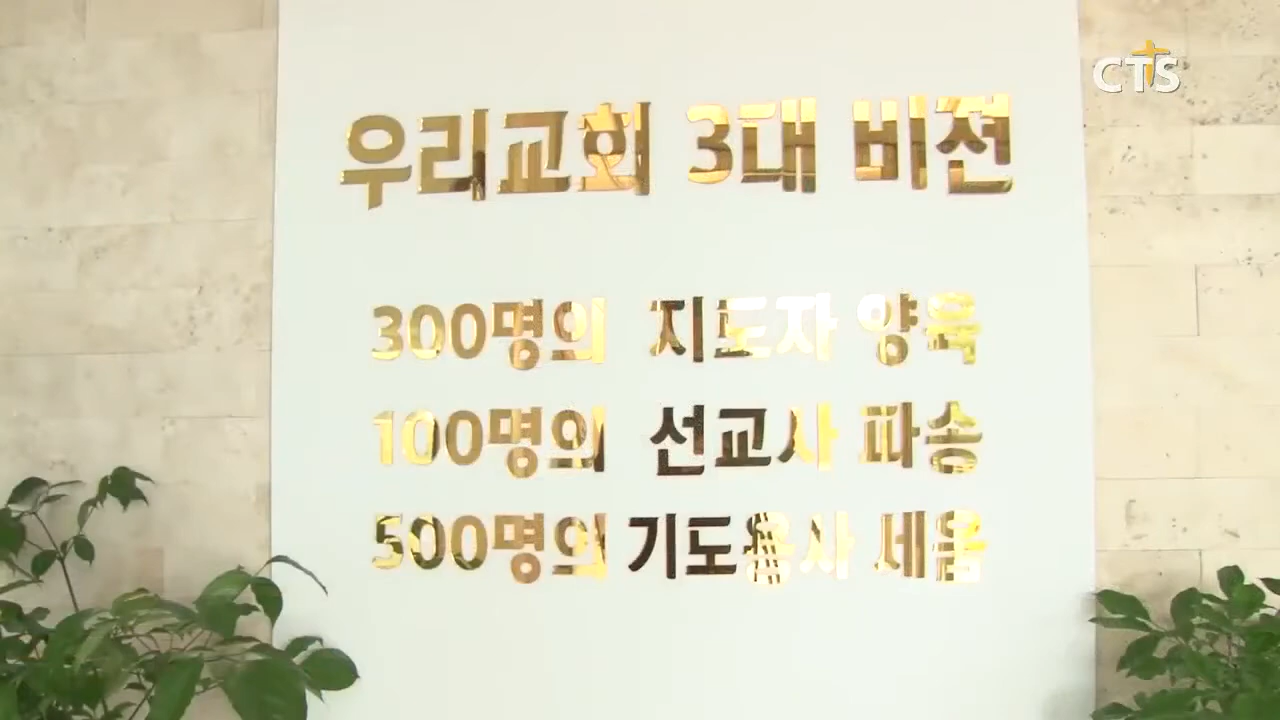 CTS
우리교회 3대 비전
300명의 지도자 양육
100명의 선교사 파송
500명의 기도용사 세움